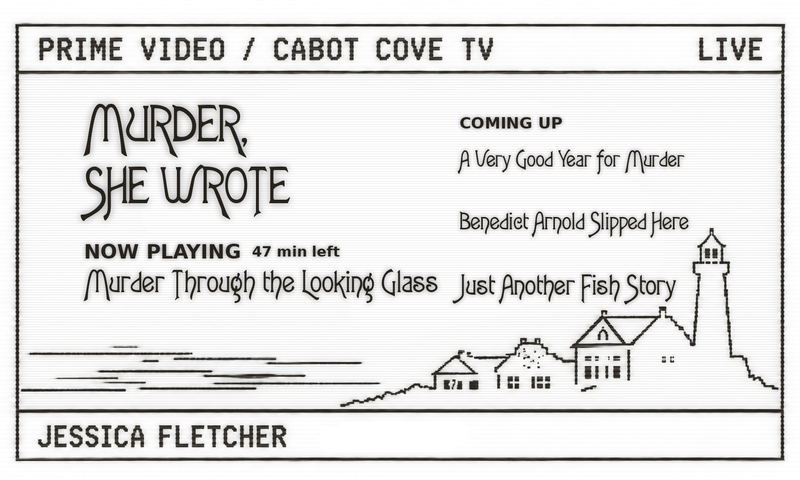 PRIME VIDEO / CABOT COVE TV
LIVE
MURDER,
SHE WROTE
NOW PLAYING 47 min left
Murder Through the Looking Glass
COMING UP
A Very Good Year for Murder
Benedict Arnold Slipped Here
Just Another Fish Story
JESSICA FLETCHER